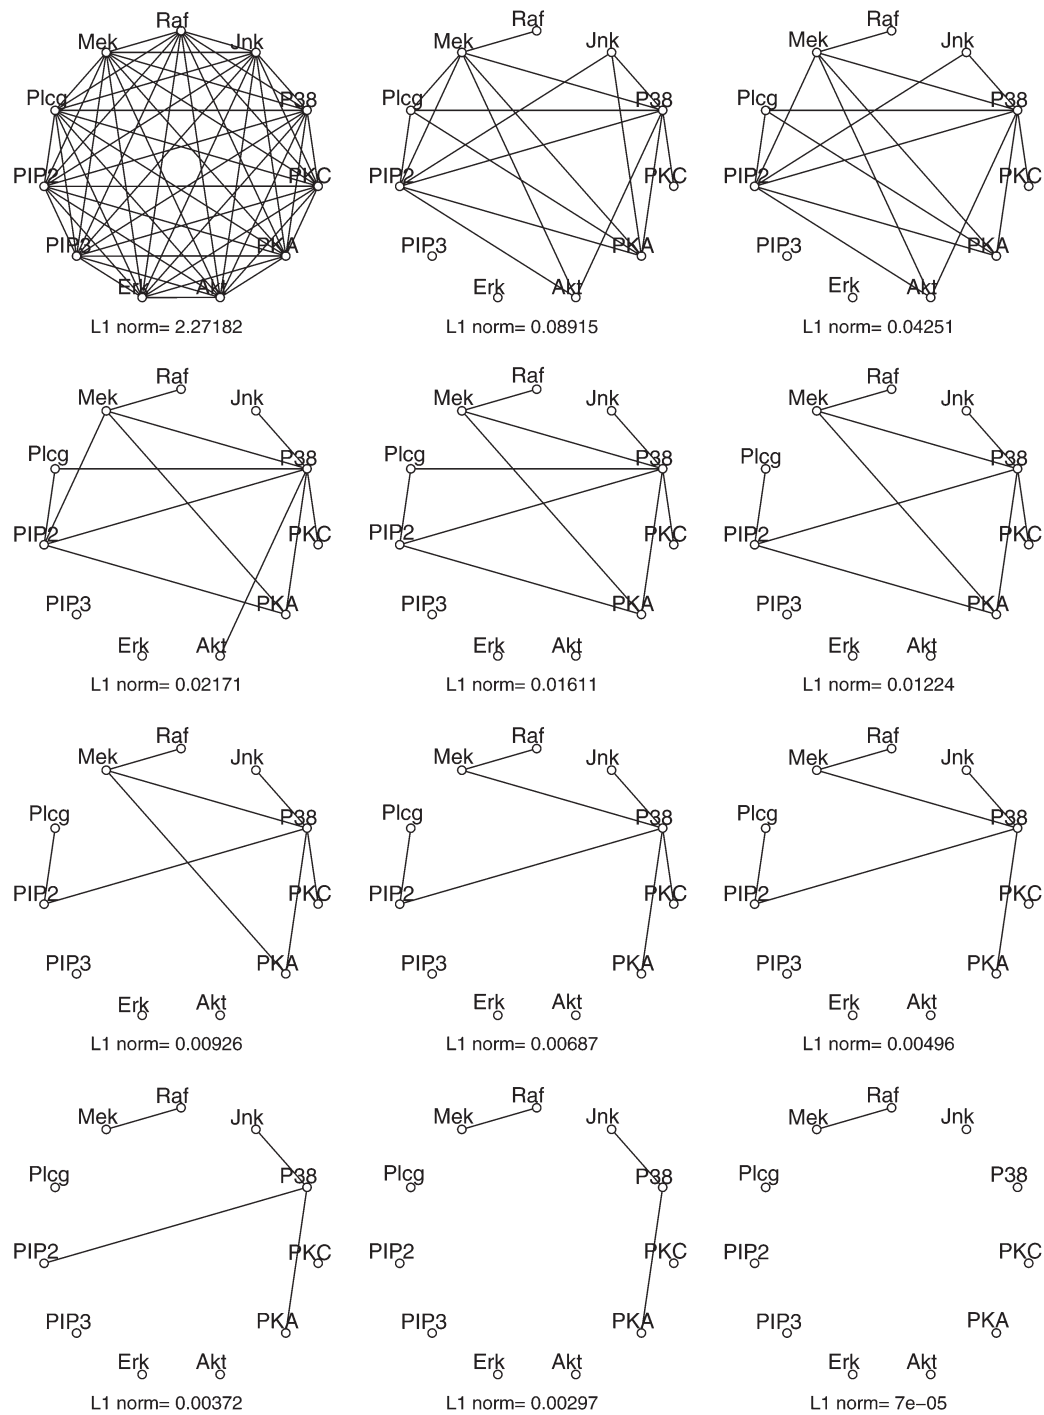 Raf
Mek
Jnk
Plcg
P38
PIP2
PKC
PIP3
PKA
Erk
Akt
L1 norm= 2.27182
Raf
Mek
Jnk
Plcg
P38
PIP2
PKC
PIP3
PKA
Erk
Akt
L1 norm= 0.08915
Raf
Mek
Jnk
Plcg
P38
PIP2
PKC
PIP3
PKA
Erk
Akt
L1 norm= 0.04251
Raf
Mek
Jnk
Plcg
P38
PIP2
PKC
PIP3
PKA
Erk
Akt
L1 norm= 0.02171
Raf
Mek
Jnk
Plcg
P38
PIP2
PKC
PIP3
PKA
Erk
Akt
L1 norm= 0.01611
Raf
Mek
Jnk
Plcg
P38
PIP2
PKC
PIP3
PKA
Erk
Akt
L1 norm= 0.01224
Raf
Mek
Jnk
Plcg
P38
PIP2
PKC
PIP3
PKA
Erk
Akt
L1 norm= 0.00926
Raf
Mek
Jnk
Plcg
P38
PIP2
PKC
PIP3
PKA
Erk
Akt
L1 norm= 0.00687
Raf
Mek
Jnk
Plcg
P38
PIP2
PKC
PIP3
PKA
Erk
Akt
L1 norm= 0.00496
Raf
Mek
Jnk
Plcg
P38
PIP2
PKC
PIP3
PKA
Erk
Akt
L1 norm= 0.00372
Raf
Mek
Jnk
Plcg
P38
PIP2
PKC
PIP3
PKA
Erk
Akt
L1 norm= 0.00297
Raf
Mek
Jnk
Plcg
P38
PIP2
PKC
PIP3
PKA
Erk
Akt
L1 norm= 7e−05